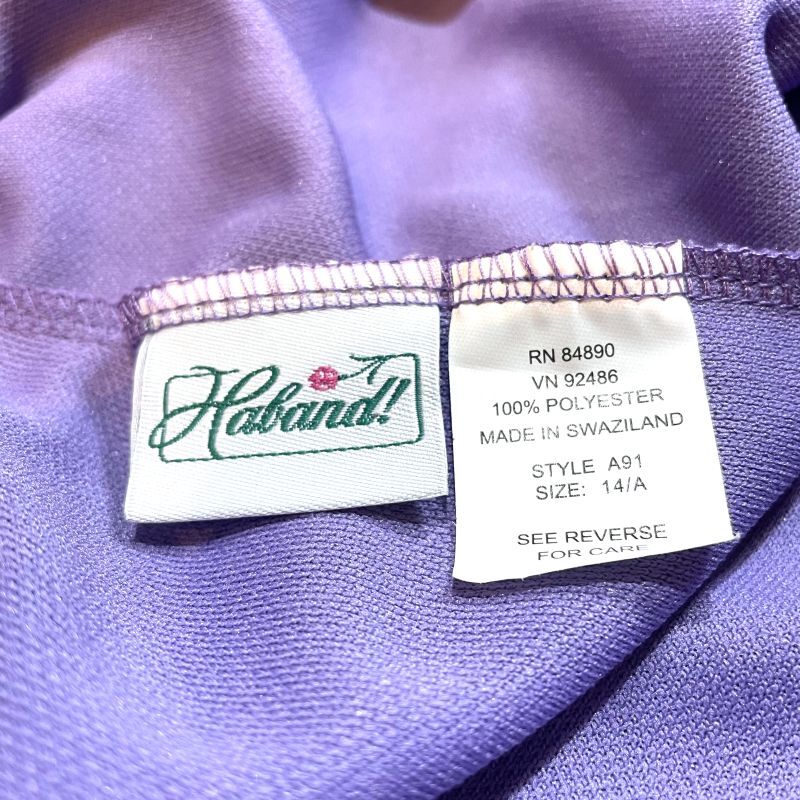 Haband!
RN 84890
VN 92486
100% POLYESTER
MADE IN SWAZILAND
STYLE A91
SIZE: 14/A
SEE REVERSE
FOR CARE